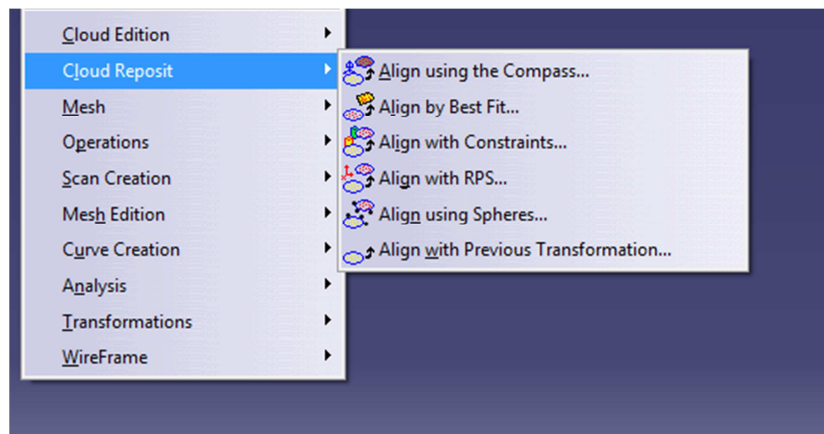 Cloud Edition
Cloud Reposit
Mesh
Operations
Scan Creation
Mesh Edition
Curve Creation
Analysis
Transformations
WireFrame
Align using the Compass...
Align by Best Fit...
Align with Constraints...
Align with RPS...
Align using Spheres...
Align with Previous Transformation...